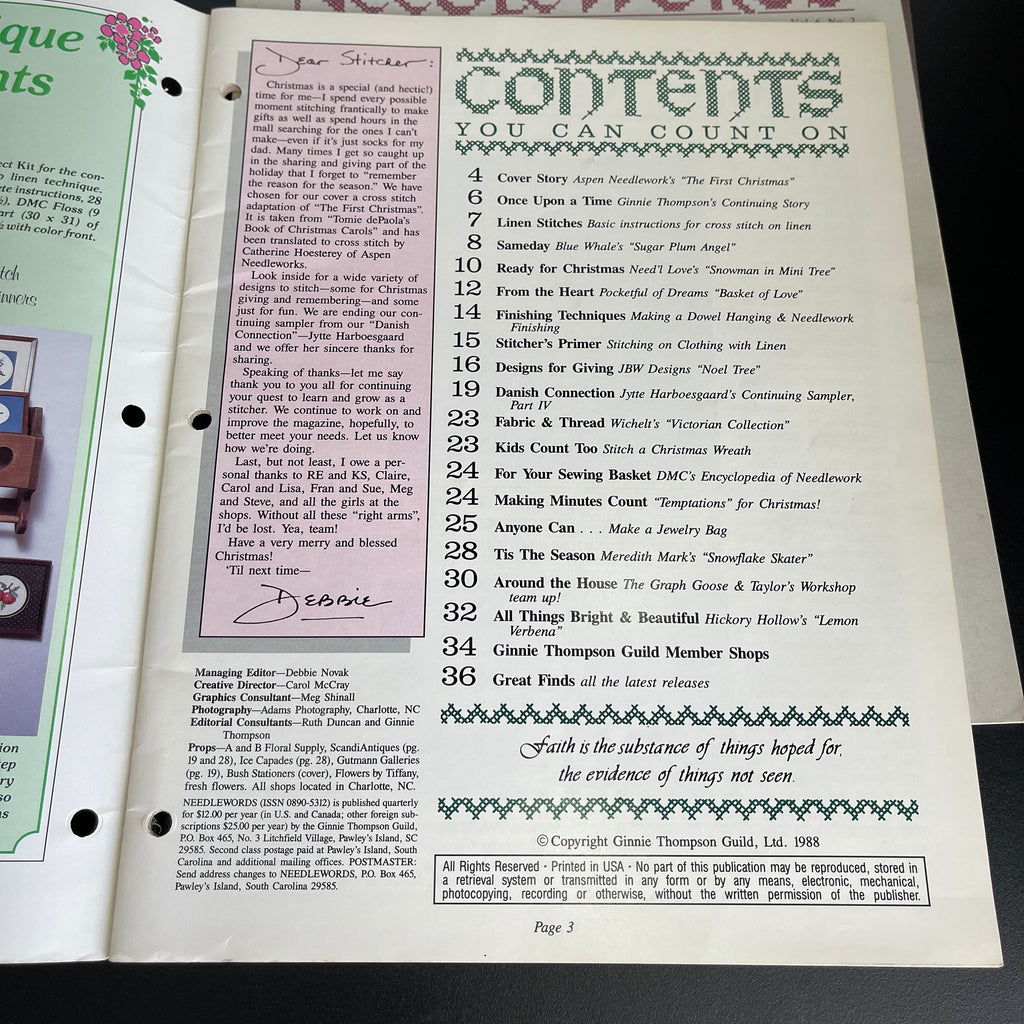 que
nts
ect Kit for the con-
o linen technique.
ete instructions, 28
), DMC Floss (9
art (30 x 31) of
with color front.
tch
inners
ion
tep
ry
so
ns
Dear Stitcher:
Christmas is a special (and hectic!)
time for me—I spend every possible
moment stitching frantically to make
gifts as well as spend hours in the
mall searching for the ones I can't
make—even if it's just socks for my
dad. Many times I get so caught up
in the sharing and giving part of the
holiday that I forget to "remember
the reason for the season." We have
chosen for our cover a cross stitch
adaptation of "The First Christmas".
It is taken from "Tomie dePaola's
Book of Christmas Carols" and has
been translated to cross stitch by
Catherine Hoesterey of Aspen
Needleworks.
Look inside for a wide variety of
designs to stitch—some for Christmas
giving and remembering—and some
just for fun. We are ending our con-
tinuing sampler from our "Danish
Connection"—Jytte Harboesgaard
and we offer her sincere thanks for
sharing.
Speaking of thanks—let me say
thank you to you all for continuing
your quest to learn and grow as a
stitcher. We continue to work on and
improve the magazine, hopefully, to
better meet your needs. Let us know
how we're doing.
Last, but not least, I owe a per-
sonal thanks to RE and KS, Claire,
Carol and Lisa, Fran and Sue, Meg
and Steve, and all the girls at the
shops. Without all these "right arms",
I'd be lost. Yea, team!
Have a very merry and blessed
Christmas!
'Til next time—
DEBBIE
Managing Editor—Debbie Novak
Creative Director—Carol McCray
Graphics Consultant—Meg Shinall
Photography—Adams Photography, Charlotte, NC
Editorial Consultants—Ruth Duncan and Ginnie
Thompson
Props—A and B Floral Supply, ScandiAntiques (pg.
19 and 28), Ice Capades (pg. 28), Gutmann Galleries
(pg. 19), Bush Stationers (cover), Flowers by Tiffany,
fresh flowers. All shops located in Charlotte, NC.
NEEDLEWORDS (ISSN 0890-5312) is published quarterly
for $12.00 per year (in U.S. and Canada; other foreign sub-
scriptions $25.00 per year) by the Ginnie Thompson Guild,
P.O. Box 465, No. 3 Litchfield Village, Pawley's Island, SC
29585. Second class postage paid at Pawley's Island, South
Carolina and additional mailing offices. POSTMASTER:
Send address changes to NEEDLEWORDS, P.O. Box 465,
Pawley's Island, South Carolina 29585.
CONTENTS
YOU CAN COUNT ON
4 Cover Story Aspen Needlework's "The First Christmas"
6 Once Upon a Time Ginnie Thompson's Continuing Story
7 Linen Stitches Basic instructions for cross stitch on linen
8 Sameday Blue Whale's "Sugar Plum Angel"
10 Ready for Christmas Need'l Love's "Snowman in Mini Tree"
12 From the Heart Pocketful of Dreams "Basket of Love"
14 Finishing Techniques Making a Dowel Hanging & Needlework
Finishing
15 Stitcher's Primer Stitching on Clothing with Linen
16 Designs for Giving JBW Designs "Noel Tree"
19 Danish Connection Jytte Harboesgaard's Continuing Sampler,
Part IV
23 Fabric & Thread Wichelt's "Victorian Collection"
23 Kids Count Too Stitch a Christmas Wreath
24 For Your Sewing Basket DMC's Encyclopedia of Needlework
24 Making Minutes Count "Temptations" for Christmas!
25 Anyone Can . . . Make a Jewelry Bag
28 Tis The Season Meredith Mark's "Snowflake Skater"
30 Around the House The Graph Goose & Taylor's Workshop
team up!
32 All Things Bright & Beautiful Hickory Hollow's "Lemon
Verbena"
34 Ginnie Thompson Guild Member Shops
36 Great Finds all the latest releases
Faith is the substance of things hoped for,
the evidence of things not seen.
© Copyright Ginnie Thompson Guild, Ltd. 1988
All Rights Reserved · Printed in USA · No part of this publication may be reproduced, stored in
a retrieval system or transmitted in any form or by any means, electronic, mechanical,
photocopying, recording or otherwise, without the written permission of the publisher.
Page 3